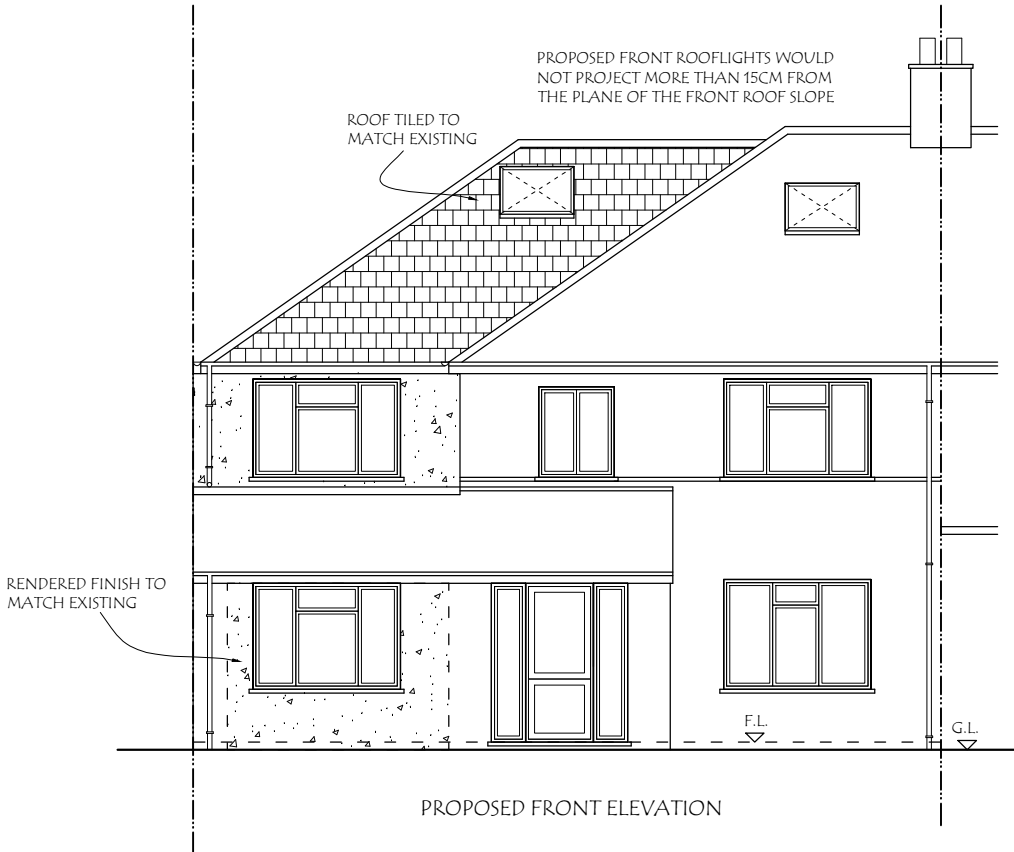 PROPOSED FRONT ROOFLIGHTS WOULD
NOT PROJECT MORE THAN 15CM FROM
THE PLANE OF THE FRONT ROOF SLOPE
ROOF TILED TO
MATCH EXISTING
RENDERED FINISH TO
MATCH EXISTING
F.L.
G.L.
PROPOSED FRONT ELEVATION